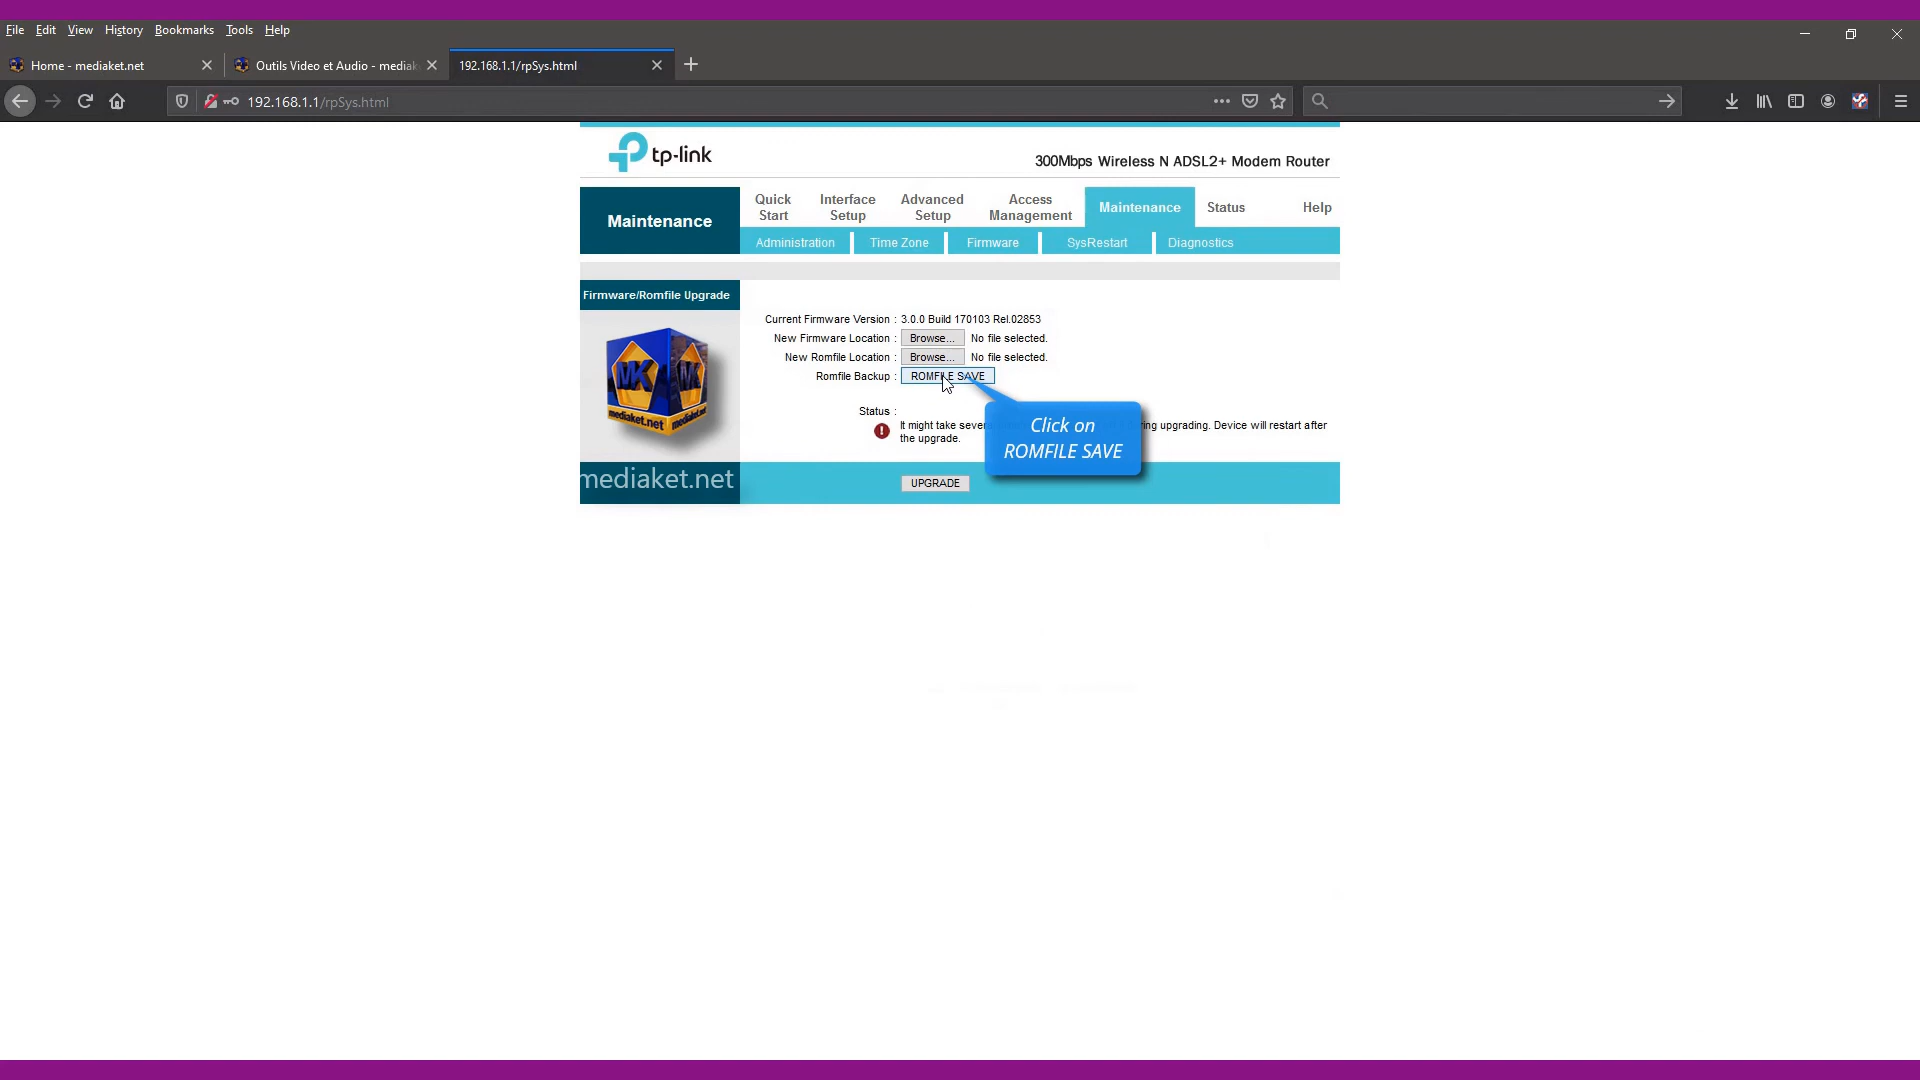 File Edit View History Bookmarks Tools Help
Home - mediaket.net
Outils Video et Audio - mediak
192.168.1.1/rpSys.html
192.168.1.1/rpSys.html
tp-link
300Mbps Wireless N ADSL2+ Modem Router
Maintenance
Quick Start
Interface Setup
Advanced Setup
Access Management
Maintenance
Status
Help
Administration
Time Zone
Firmware
SysRestart
Diagnostics
Firmware/Romfile Upgrade
Current Firmware Version : 3.0.0 Build 170103 Rel.02853
New Firmware Location : Browse... No file selected.
New Romfile Location : Browse... No file selected.
Romfile Backup : ROMFILE SAVE
Status :
It might take seve
uring upgrading. Device will restart after
the upgrade.
Click on
ROMFILE SAVE
MK
mediaket.net
mediaket.net
mediaket.net
UPGRADE